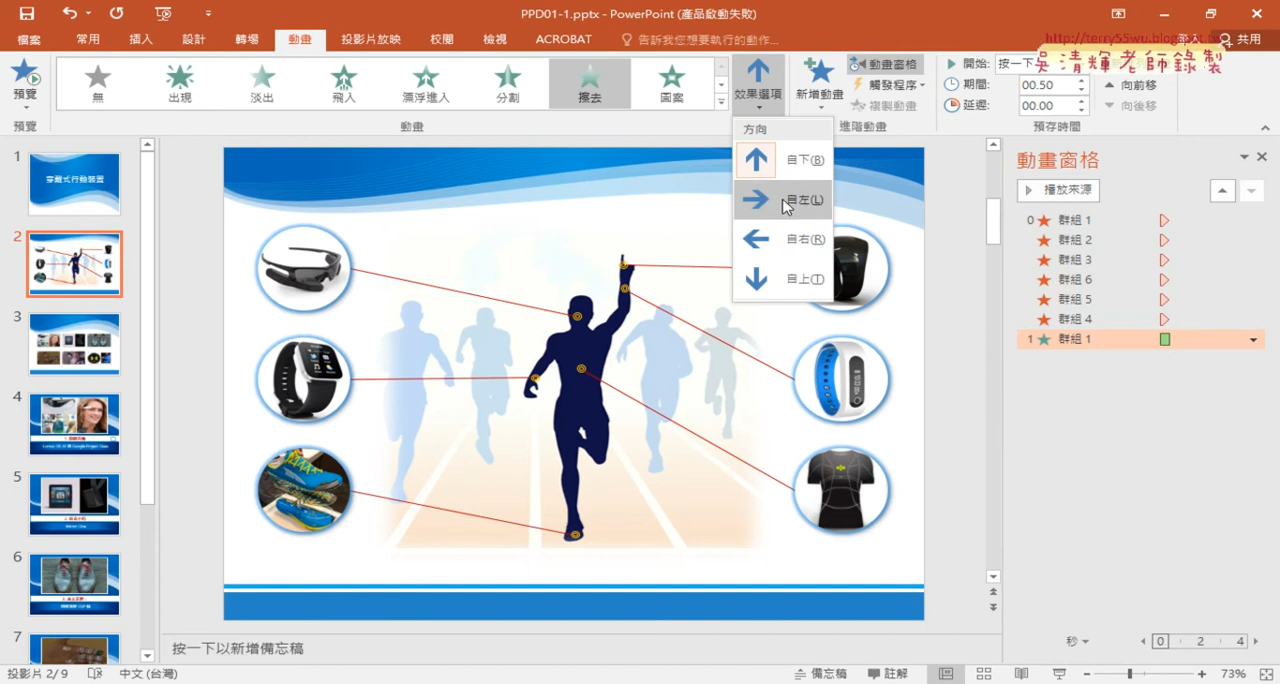 PPD01-1.pptx - PowerPoint (產品啟動失敗)
檔案 常用 插入 設計 轉場 動畫 投影片放映 校閱 檢視 ACROBAT 告訴我您想要執行的動作... 登入 共用
http://terry55wu.blogspot.tw
吳清輝老師錄製
預覽 無 出現 淡出 飛入 漂浮進入 分割 擦去 圖案 效果選項 新增動畫
動畫窗格
觸發程序
複製動畫
開始: 按一下
期間: 00.50 向前移
延遲: 00.00 向後移
預覽 動畫 進階動畫 預存時間
方向
自下(B)
自左(L)
自右(R)
自上(T)
1
穿戴式行動裝置
2
3
4
5
6
7
動畫窗格
播放來源
0 群組 1
群組 2
群組 3
群組 6
群組 5
群組 4
1 群組 1
秒 0 2 4
按一下以新增備忘稿
投影片 2/9 中文 (台灣) 備忘稿 註解 73%